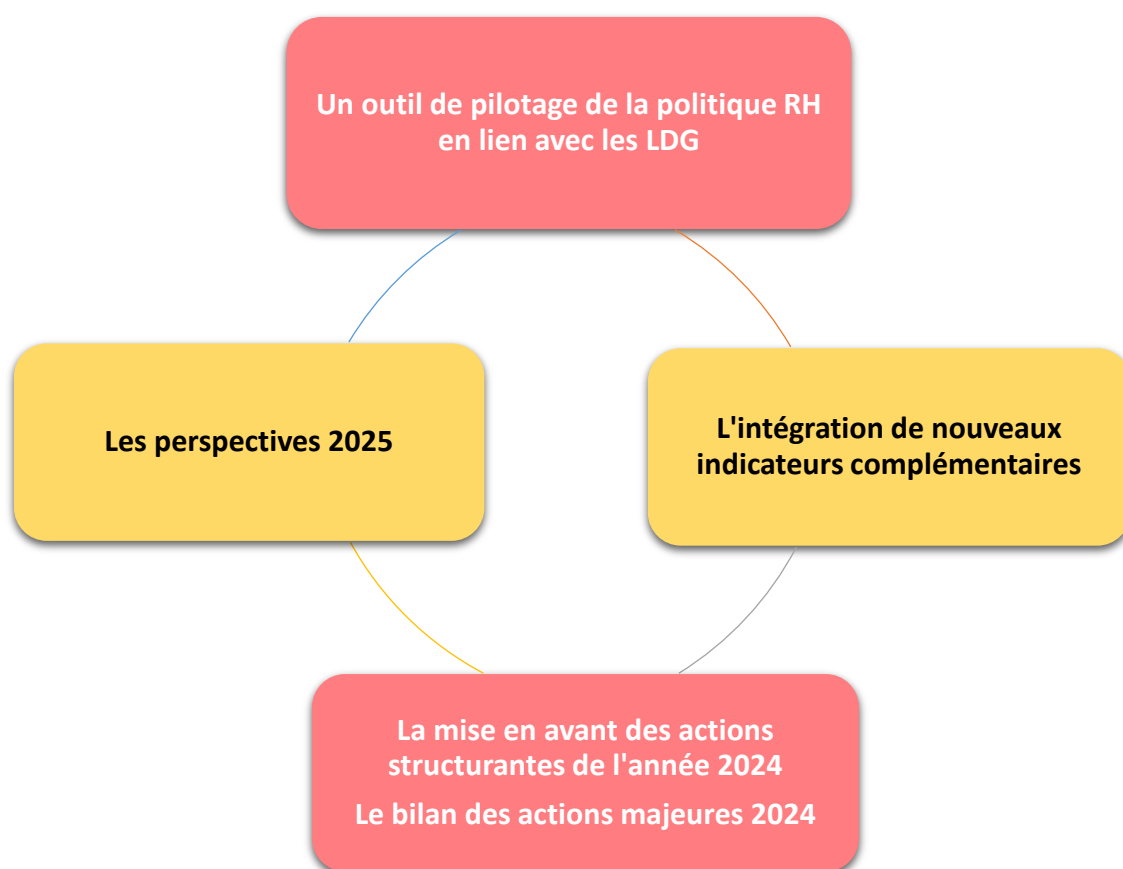 Un outil de pilotage de la politique RH
en lien avec les LDG
Les perspectives 2025
L'intégration de nouveaux
indicateurs complémentaires
La mise en avant des actions
structurantes de l'année 2024
Le bilan des actions majeures 2024